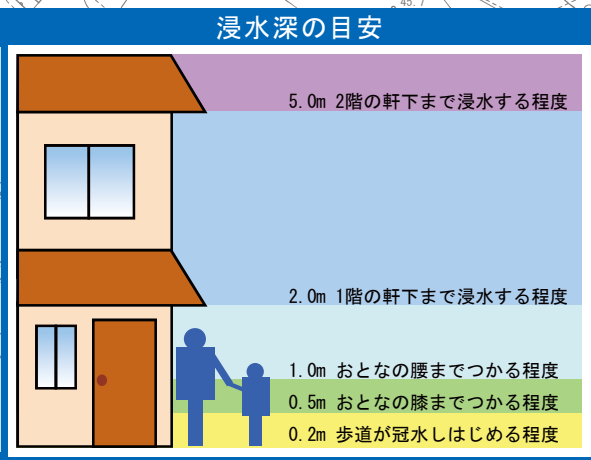 浸水深の目安
5.0m 2階の軒下まで浸水する程度
2.0m 1階の軒下まで浸水する程度
1.0m おとなの腰までつかる程度
0.5m おとなの膝までつかる程度
0.2m 歩道が冠水しはじめる程度